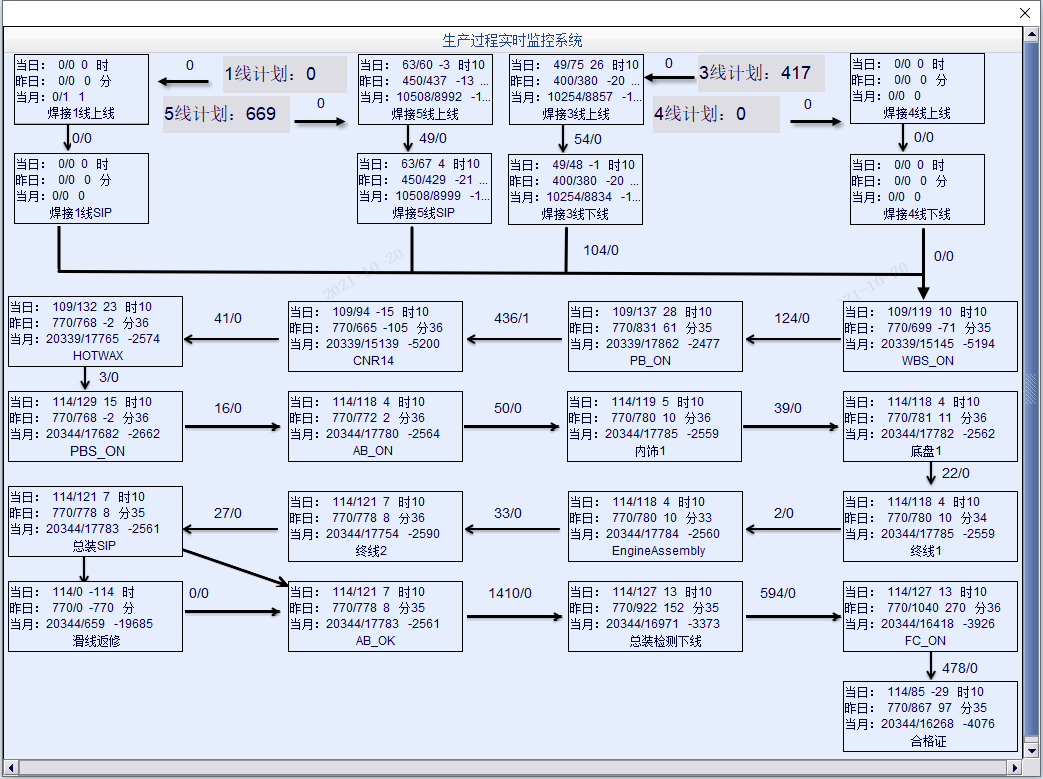 生产过程实时监控系统
当日： 0/0 0 时
昨日： 0/0 0 分
当月：0/1 1
焊接1线上线
0
1线计划：0
5线计划：669
0
当日： 63/60 -3 时10
昨日： 450/437 -13 ...
当月：10508/8992 -1...
焊接5线上线
当日： 49/75 26 时10
昨日： 400/380 -20 ...
当月：10254/8857 -1...
焊接3线上线
0
3线计划：417
4线计划：0
0
当日： 0/0 0 时
昨日： 0/0 0 分
当月：0/0 0
焊接4线上线
0/0
49/0
54/0
0/0
当日： 0/0 0 时
昨日： 0/0 0 分
当月：0/0 0
焊接1线SIP
当日： 63/67 4 时10
昨日： 450/429 -21 ...
当月：10508/8999 -1...
焊接5线SIP
当日： 49/48 -1 时10
昨日： 400/380 -20 ...
当月：10254/8834 -1...
焊接3线下线
当日： 0/0 0 时
昨日： 0/0 0 分
当月：0/0 0
焊接4线下线
104/0
0/0
2021-10-20
当日： 109/132 23 时10
昨日： 770/768 -2 分36
当月：20339/17765 -2574
HOTWAX
41/0
当日： 109/94 -15 时10
昨日： 770/665 -105 分36
当月：20339/15139 -5200
CNR14
436/1
当日： 109/137 28 时10
昨日： 770/831 61 分35
当月：20339/17862 -2477
PB_ON
124/0
当日： 109/119 10 时10
昨日： 770/699 -71 分35
当月：20339/15145 -5194
WBS_ON
3/0
当日： 114/129 15 时10
昨日： 770/768 -2 分36
当月：20344/17682 -2662
PBS_ON
16/0
当日： 114/118 4 时10
昨日： 770/772 2 分36
当月：20344/17780 -2564
AB_ON
50/0
当日： 114/119 5 时10
昨日： 770/780 10 分36
当月：20344/17785 -2559
内饰1
39/0
当日： 114/118 4 时10
昨日： 770/781 11 分36
当月：20344/17782 -2562
底盘1
22/0
当日： 114/121 7 时10
昨日： 770/778 8 分35
当月：20344/17783 -2561
总装SIP
27/0
当日： 114/121 7 时10
昨日： 770/778 8 分36
当月：20344/17754 -2590
终线2
33/0
当日： 114/118 4 时10
昨日： 770/780 10 分33
当月：20344/17784 -2560
EngineAssembly
2/0
当日： 114/118 4 时10
昨日： 770/780 10 分34
当月：20344/17785 -2559
终线1
当日： 114/0 -114 时
昨日： 770/0 -770 分
当月：20344/659 -19685
滑线返修
0/0
当日： 114/121 7 时10
昨日： 770/778 8 分35
当月：20344/17783 -2561
AB_OK
1410/0
当日： 114/127 13 时10
昨日： 770/922 152 分35
当月：20344/16971 -3373
总装检测下线
594/0
当日： 114/127 13 时10
昨日： 770/1040 270 分36
当月：20344/16418 -3926
FC_ON
478/0
当日： 114/85 -29 时10
昨日： 770/867 97 分35
当月：20344/16268 -4076
合格证